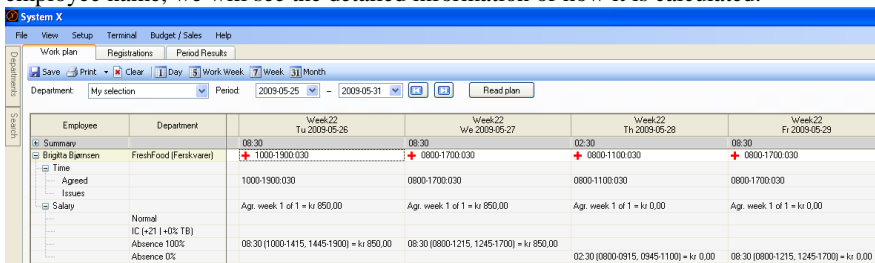 employee name, we will see the detailed information of how it is calculated.
System X
File View Setup Terminal Budget / Sales Help
Work plan Registrations Period Results
Save Print Clear 1 Day 5 Work Week 7 Week 31 Month
Department: My selection Period: 2009-05-25 – 2009-05-31 Read plan
Departments
Search
Employee Department Week22 Week22 Week22 Week22
Tu 2009-05-26 We 2009-05-27 Th 2009-05-28 Fr 2009-05-29
Summary 08:30 08:30 02:30 08:30
Brigitta Bjørnsen FreshFood (Ferskvarer) 1000-1900:030 0800-1700:030 0800-1100:030 0800-1700:030
Time
Agreed 1000-1900:030 0800-1700:030 0800-1100:030 0800-1700:030
Issues
Salary Agr. week 1 of 1 = kr 850,00 Agr. week 1 of 1 = kr 850,00 Agr. week 1 of 1 = kr 0,00 Agr. week 1 of 1 = kr 0,00
Normal
IC (+21 | +0% TB)
Absence 100% 08:30 (1000-1415, 1445-1900) = kr 850,00 08:30 (0800-1215, 1245-1700) = kr 850,00
Absence 0% 02:30 (0800-0915, 0945-1100) = kr 0,00 08:30 (0800-1215, 1245-1700) = kr 0,00